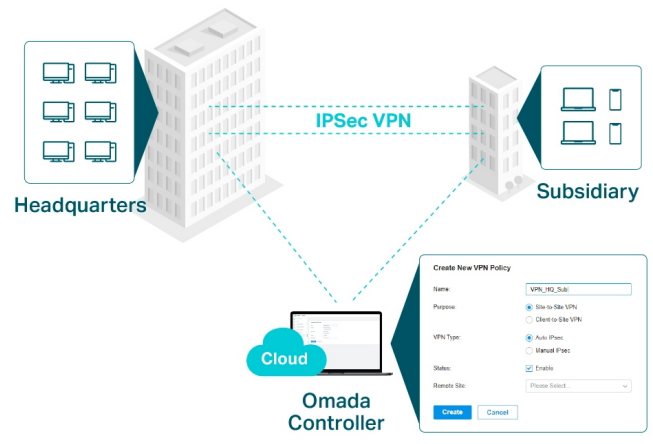 IPSec VPN
Headquarters
Subsidiary
Cloud
Omada
Controller
Create New VPN Policy
Name:
VPN_HQ_Sub
Purpose:
Site-to-Site VPN
Client-to-Site VPN
VPN Type:
Auto IPsec
Manual IPsec
Status:
Enable
Remote Site:
Please Select...
Create
Cancel